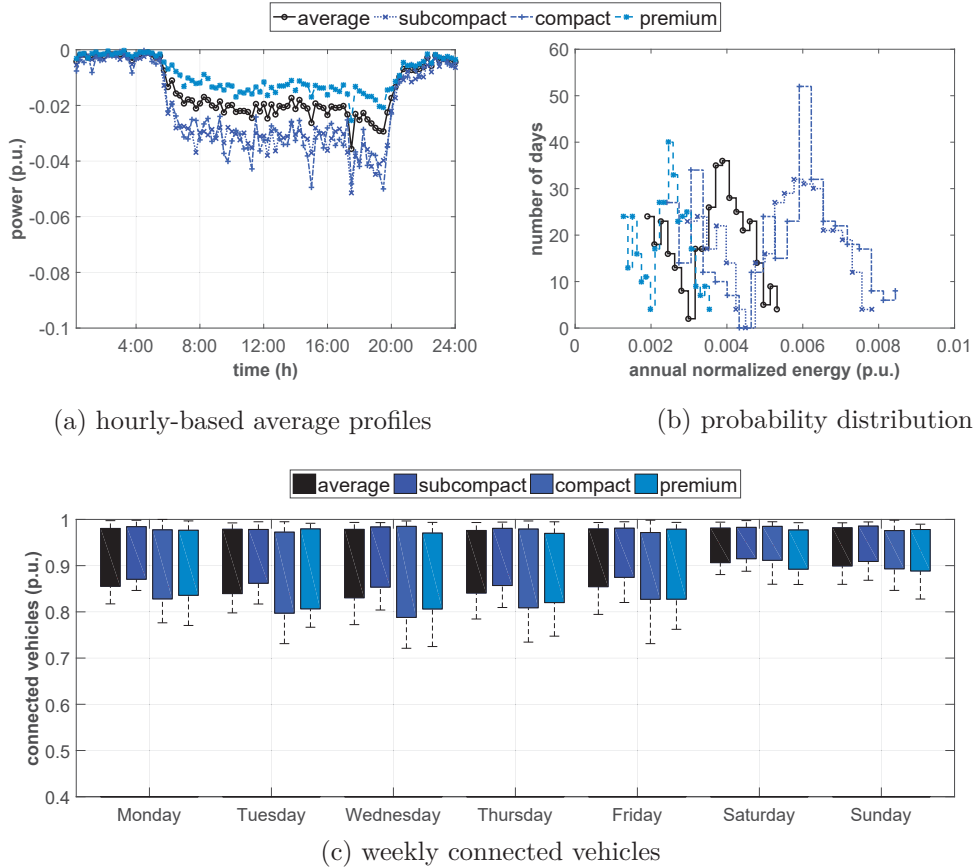 average subcompact compact premium
0
-0.02
-0.04
-0.06
-0.08
-0.1
power (p.u.)
4:00 8:00 12:00 16:00 20:00 24:00
time (h)
60
50
40
30
20
10
0
number of days
0 0.002 0.004 0.006 0.008 0.01
annual normalized energy (p.u.)
(a) hourly-based average profiles
(b) probability distribution
average subcompact compact premium
1
0.9
0.8
0.7
0.6
0.5
0.4
connected vehicles (p.u.)
Monday Tuesday Wednesday Thursday Friday Saturday Sunday
(c) weekly connected vehicles